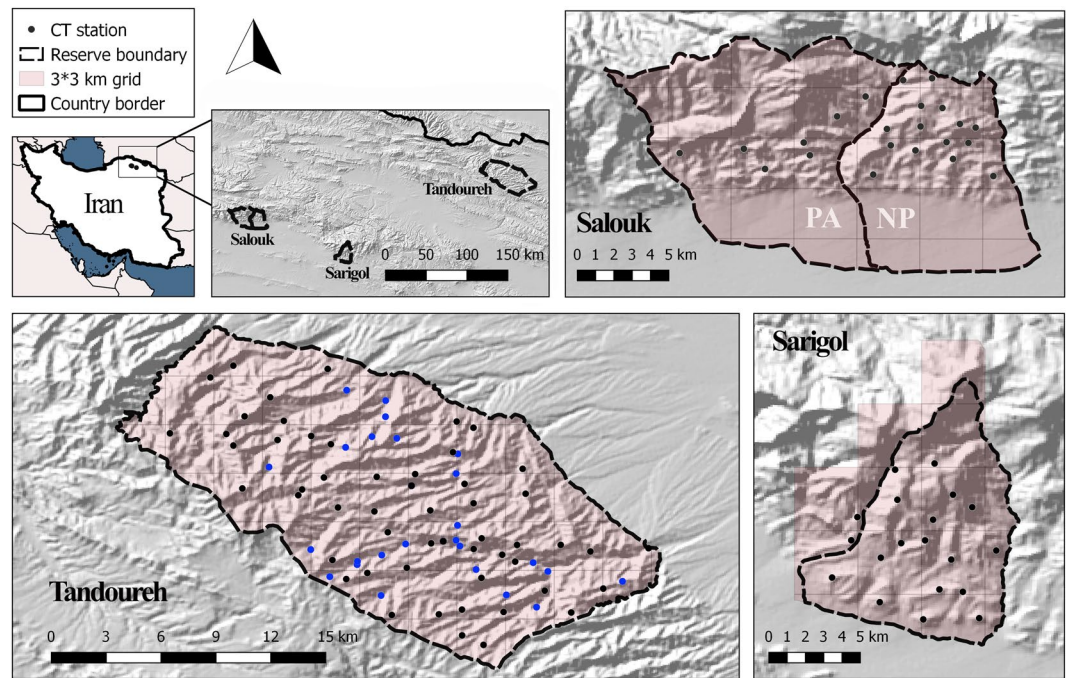 CT station
Reserve boundary
3*3 km grid
Country border
Iran
Tandoureh
Salouk
Sarigol
0 50 100 150 km
Salouk
PA NP
0 1 2 3 4 5 km
Tandoureh
0 3 6 9 12 15 km
Sarigol
0 1 2 3 4 5 km